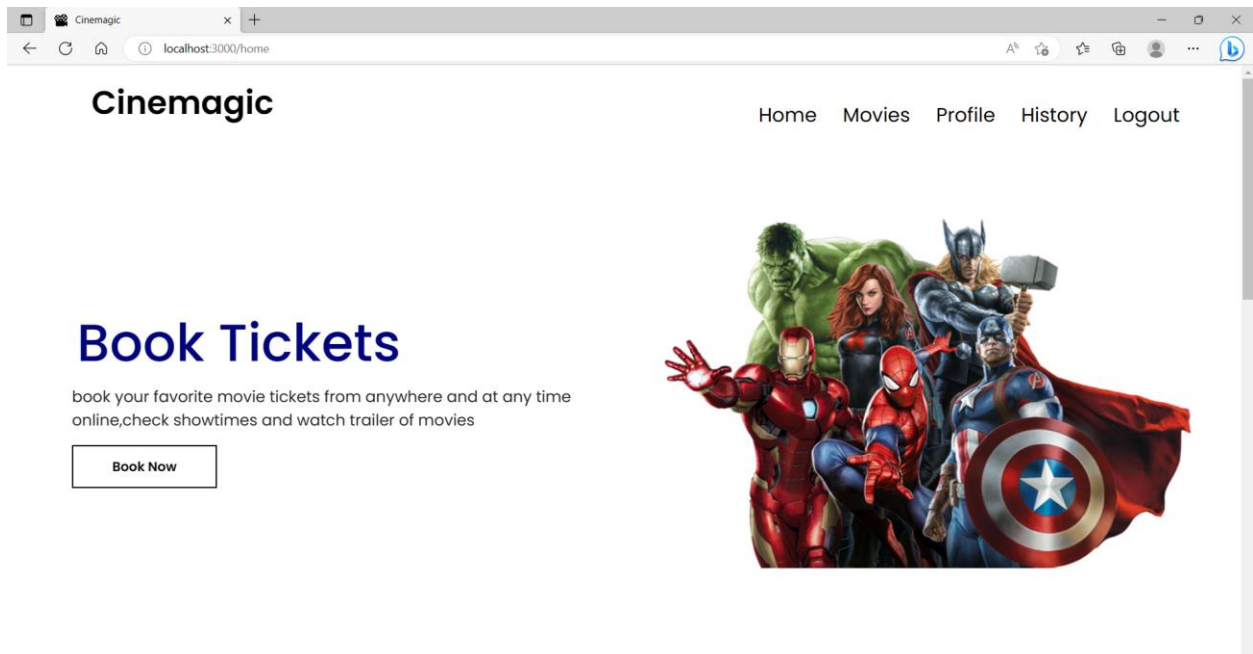 Cinemagic
localhost:3000/home
Cinemagic
Home Movies Profile History Logout
Book Tickets
book your favorite movie tickets from anywhere and at any time
online,check showtimes and watch trailer of movies
Book Now